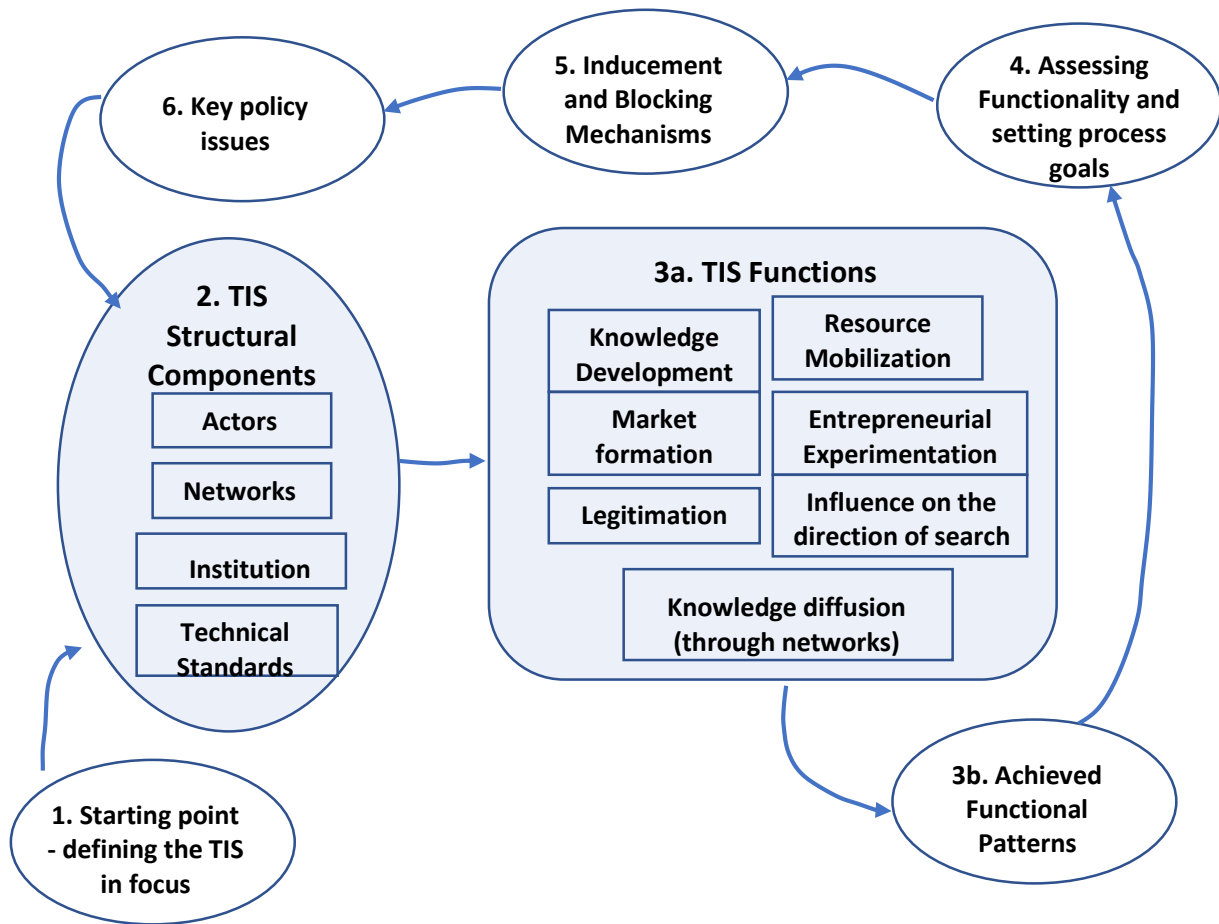 5. Inducement
and Blocking
Mechanisms
4. Assessing
Functionality and
setting process
goals
6. Key policy
issues
2. TIS
Structural
Components
Actors
Networks
Institution
Technical
Standards
3a. TIS Functions
Knowledge
Development
Resource
Mobilization
Market
formation
Entrepreneurial
Experimentation
Legitimation
Influence on the
direction of search
Knowledge diffusion
(through networks)
3b. Achieved
Functional
Patterns
1. Starting point
- defining the TIS
in focus